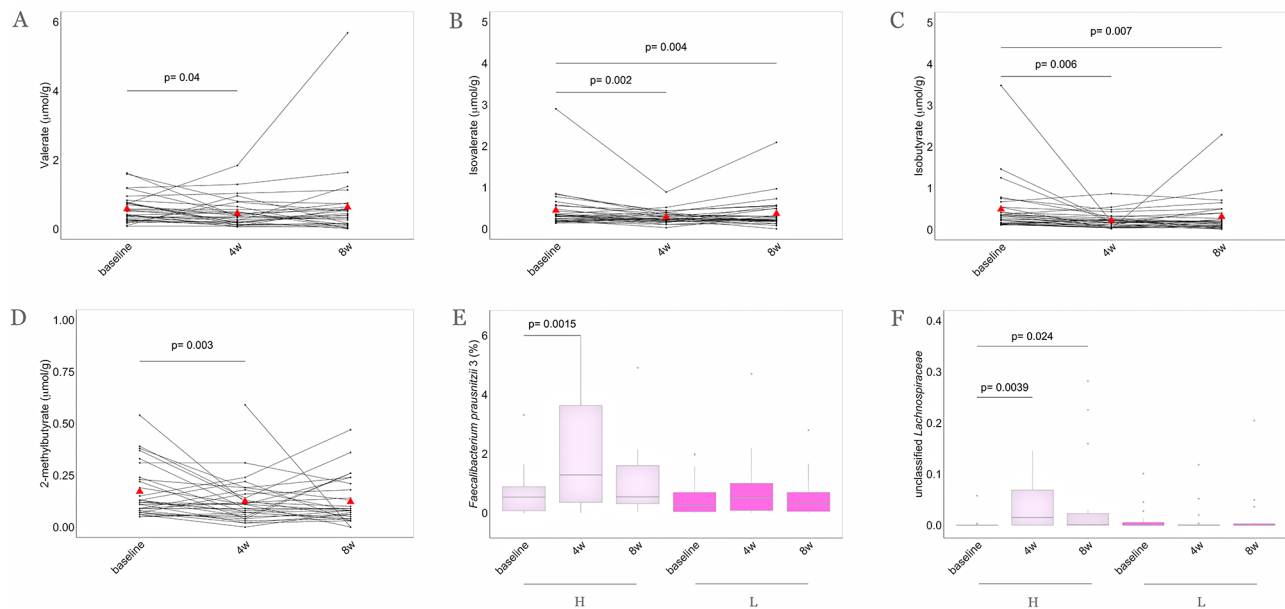 A
Valerate (μmol/g)
6
4
2
0
p= 0.04
baseline
4w
8w
B
Isovalerate (μmol/g)
5
4
3
2
1
0
p= 0.004
p= 0.002
baseline
4w
8w
C
Isobutyrate (μmol/g)
5
4
3
2
1
0
p= 0.007
p= 0.006
baseline
4w
8w
D
2-methylbutyrate (μmol/g)
1.00
0.75
0.50
0.25
0.00
p= 0.003
baseline
4w
8w
E
Faecalibacterium prausnitzii 3 (%)
6
4
2
0
p= 0.0015
baseline
4w
8w
baseline
4w
8w
H
L
F
unclassified Lachnospiraceae
0.4
0.3
0.2
0.1
0.0
p= 0.024
p= 0.0039
baseline
4w
8w
baseline
4w
8w
H
L